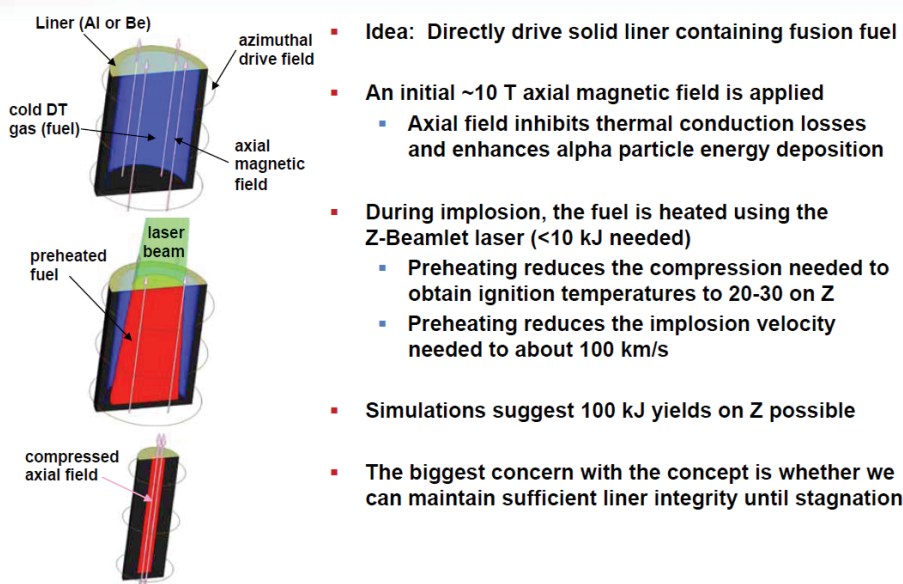 Liner (Al or Be)
azimuthal
drive field
cold DT
gas (fuel)
axial
magnetic
field
laser
beam
preheated
fuel
compressed
axial field
▪ Idea: Directly drive solid liner containing fusion fuel
▪ An initial ~10 T axial magnetic field is applied
▪ Axial field inhibits thermal conduction losses
and enhances alpha particle energy deposition
▪ During implosion, the fuel is heated using the
Z-Beamlet laser (<10 kJ needed)
▪ Preheating reduces the compression needed to
obtain ignition temperatures to 20-30 on Z
▪ Preheating reduces the implosion velocity
needed to about 100 km/s
▪ Simulations suggest 100 kJ yields on Z possible
▪ The biggest concern with the concept is whether we
can maintain sufficient liner integrity until stagnation